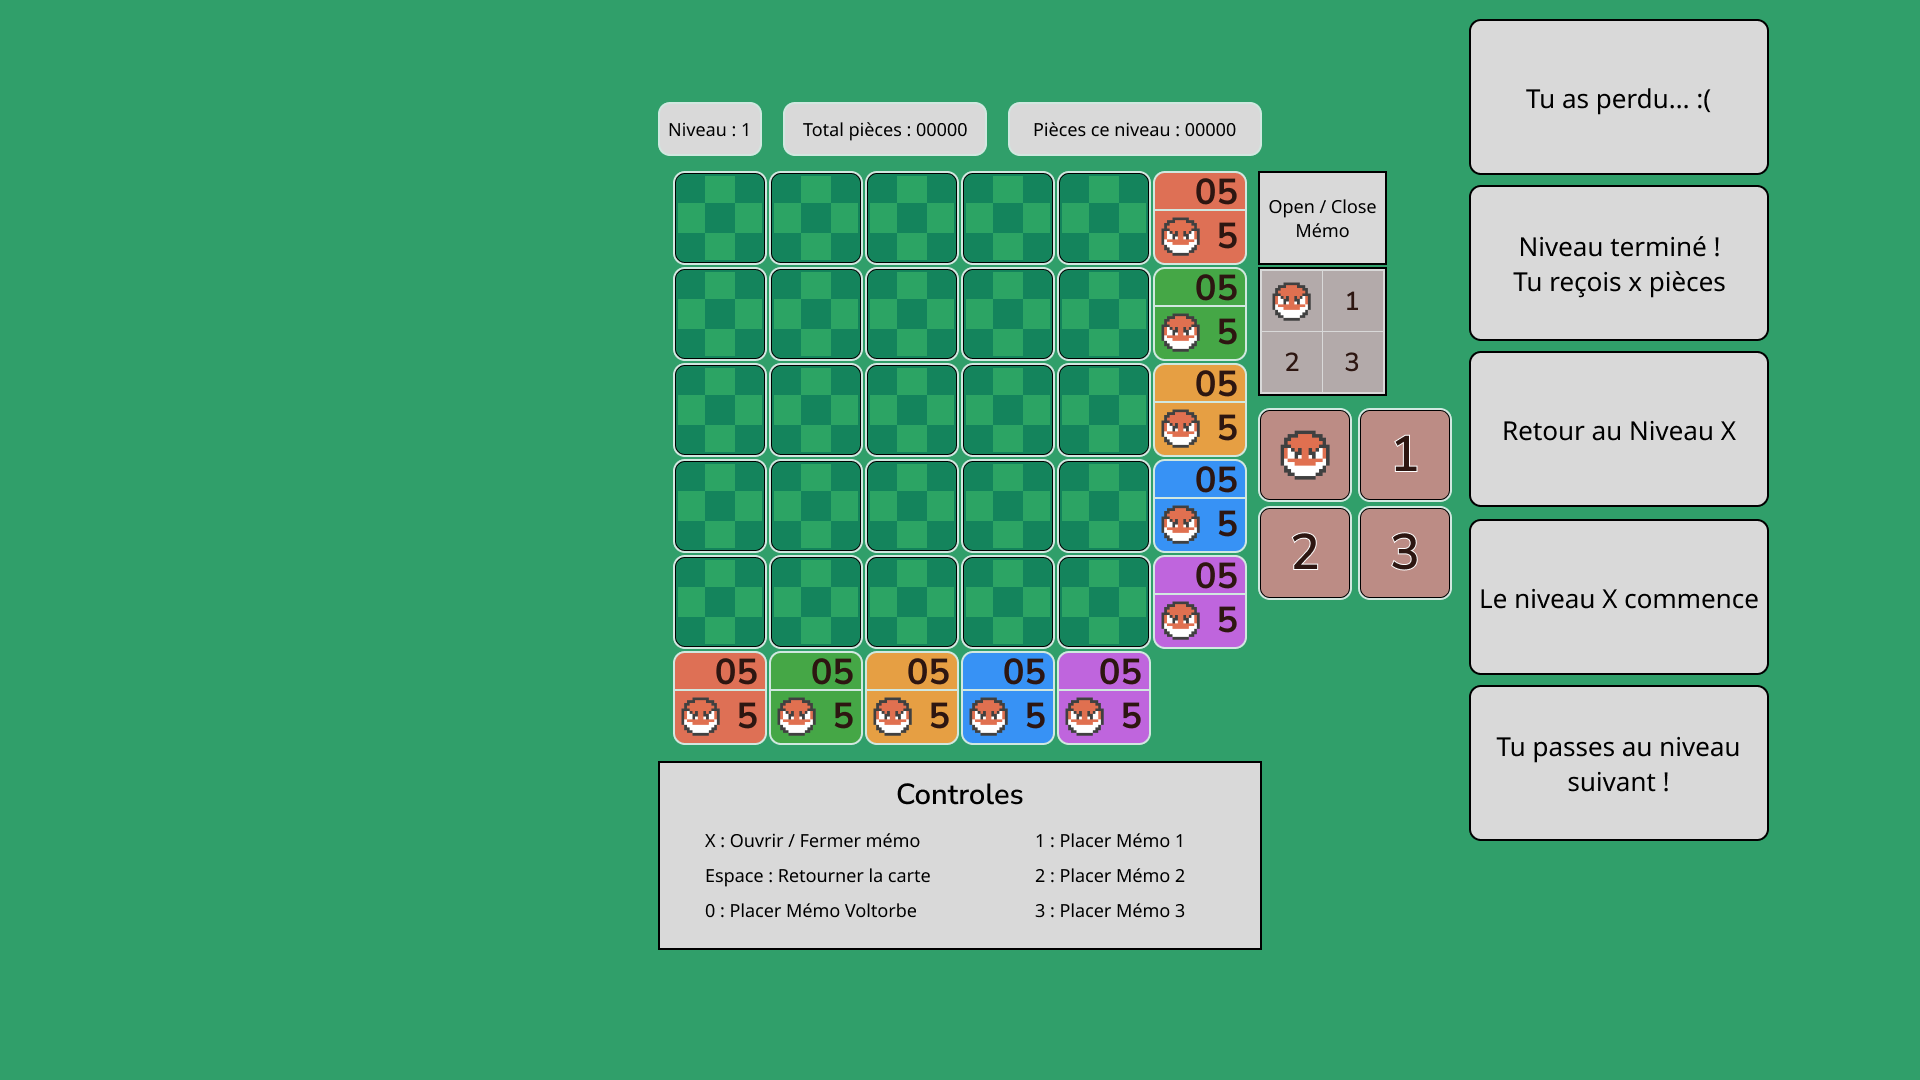 Niveau : 1
Total pièces : 00000
Pièces ce niveau : 00000
05
5
05
5
05
5
05
5
05
5
05
5
05
5
05
5
05
5
05
5
Open / Close
Mémo
1
2
3
1
2
3
Controles
X : Ouvrir / Fermer mémo
Espace : Retourner la carte
0 : Placer Mémo Voltorbe
1 : Placer Mémo 1
2 : Placer Mémo 2
3 : Placer Mémo 3
Tu as perdu... :(
Niveau terminé !
Tu reçois x pièces
Retour au Niveau X
Le niveau X commence
Tu passes au niveau
suivant !